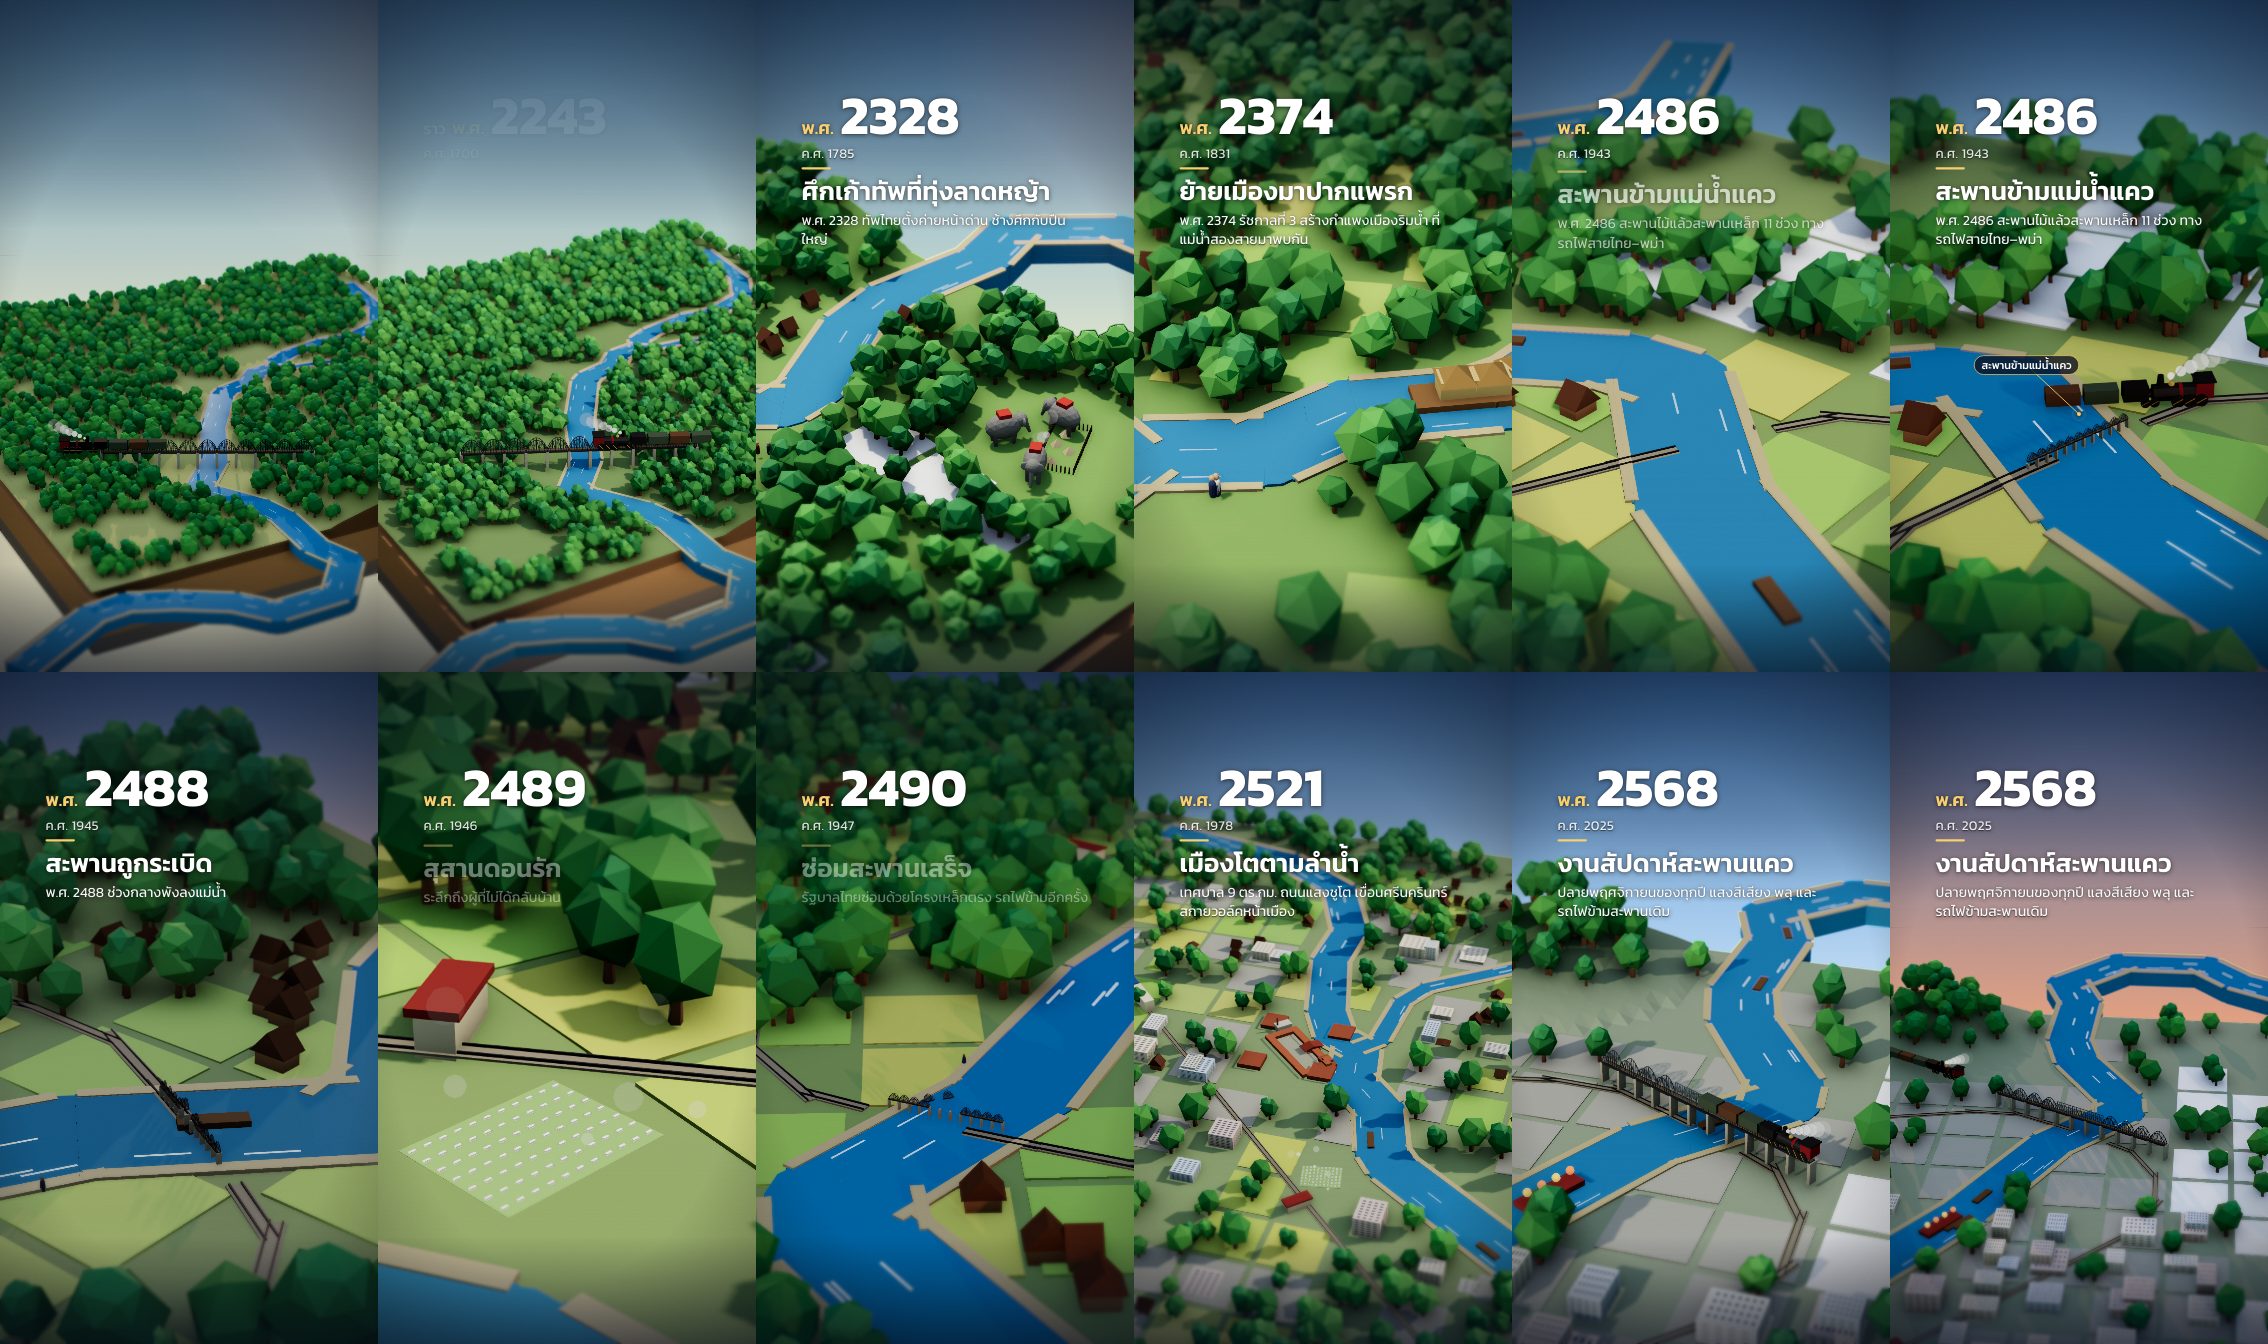 ราว พ.ศ. 2243
ค.ศ. 1700
พ.ศ. 2328
ค.ศ. 1785
ศึกเก้าทัพที่ทุ่งลาดหญ้า
พ.ศ. 2328 ทัพไทยตั้งค่ายหน้าด่าน ช้างศึกกับปืน
ใหญ่
พ.ศ. 2374
ค.ศ. 1831
ย้ายเมืองมาปากแพรก
พ.ศ. 2374 รัชกาลที่ 3 สร้างกำแพงเมืองริมน้ำ ที่
แม่น้ำสองสายมาพบกัน
พ.ศ. 2486
ค.ศ. 1943
สะพานข้ามแม่น้ำแคว
พ.ศ. 2486 สะพานไม้แล้วสะพานเหล็ก 11 ช่วง ทาง
รถไฟสายไทย–พม่า
พ.ศ. 2486
ค.ศ. 1943
สะพานข้ามแม่น้ำแคว
พ.ศ. 2486 สะพานไม้แล้วสะพานเหล็ก 11 ช่วง ทาง
รถไฟสายไทย–พม่า
สะพานข้ามแม่น้ำแคว
พ.ศ. 2488
ค.ศ. 1945
สะพานถูกระเบิด
พ.ศ. 2488 ช่วงกลางพังลงแม่น้ำ
พ.ศ. 2489
ค.ศ. 1946
สุสานดอนรัก
ระลึกถึงผู้ที่ไม่ได้กลับบ้าน
พ.ศ. 2490
ค.ศ. 1947
ซ่อมสะพานเสร็จ
รัฐบาลไทยซ่อมด้วยโครงเหล็กตรง รถไฟข้ามอีกครั้ง
พ.ศ. 2521
ค.ศ. 1978
เมืองโตตามลำน้ำ
เทศบาล 9 ตร.กม. ถนนแสงชูโต เขื่อนศรีนครินทร์
สกายวอล์คหน้าเมือง
พ.ศ. 2568
ค.ศ. 2025
งานสัปดาห์สะพานแคว
ปลายพฤศจิกายนของทุกปี แสงสีเสียง พลุ และ
รถไฟข้ามสะพานเดิม
พ.ศ. 2568
ค.ศ. 2025
งานสัปดาห์สะพานแคว
ปลายพฤศจิกายนของทุกปี แสงสีเสียง พลุ และ
รถไฟข้ามสะพานเดิม